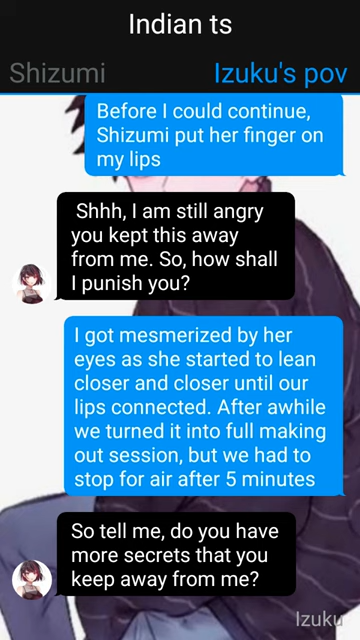 Indian ts
Shizumi
Izuku's pov
Before I could continue,
Shizumi put her finger on
my lips
Shhh, I am still angry
you kept this away
from me. So, how shall
I punish you?
I got mesmerized by her
eyes as she started to lean
closer and closer until our
lips connected. After awhile
we turned it into full making
out session, but we had to
stop for air after 5 minutes
So tell me, do you have
more secrets that you
keep away from me?
Izuku